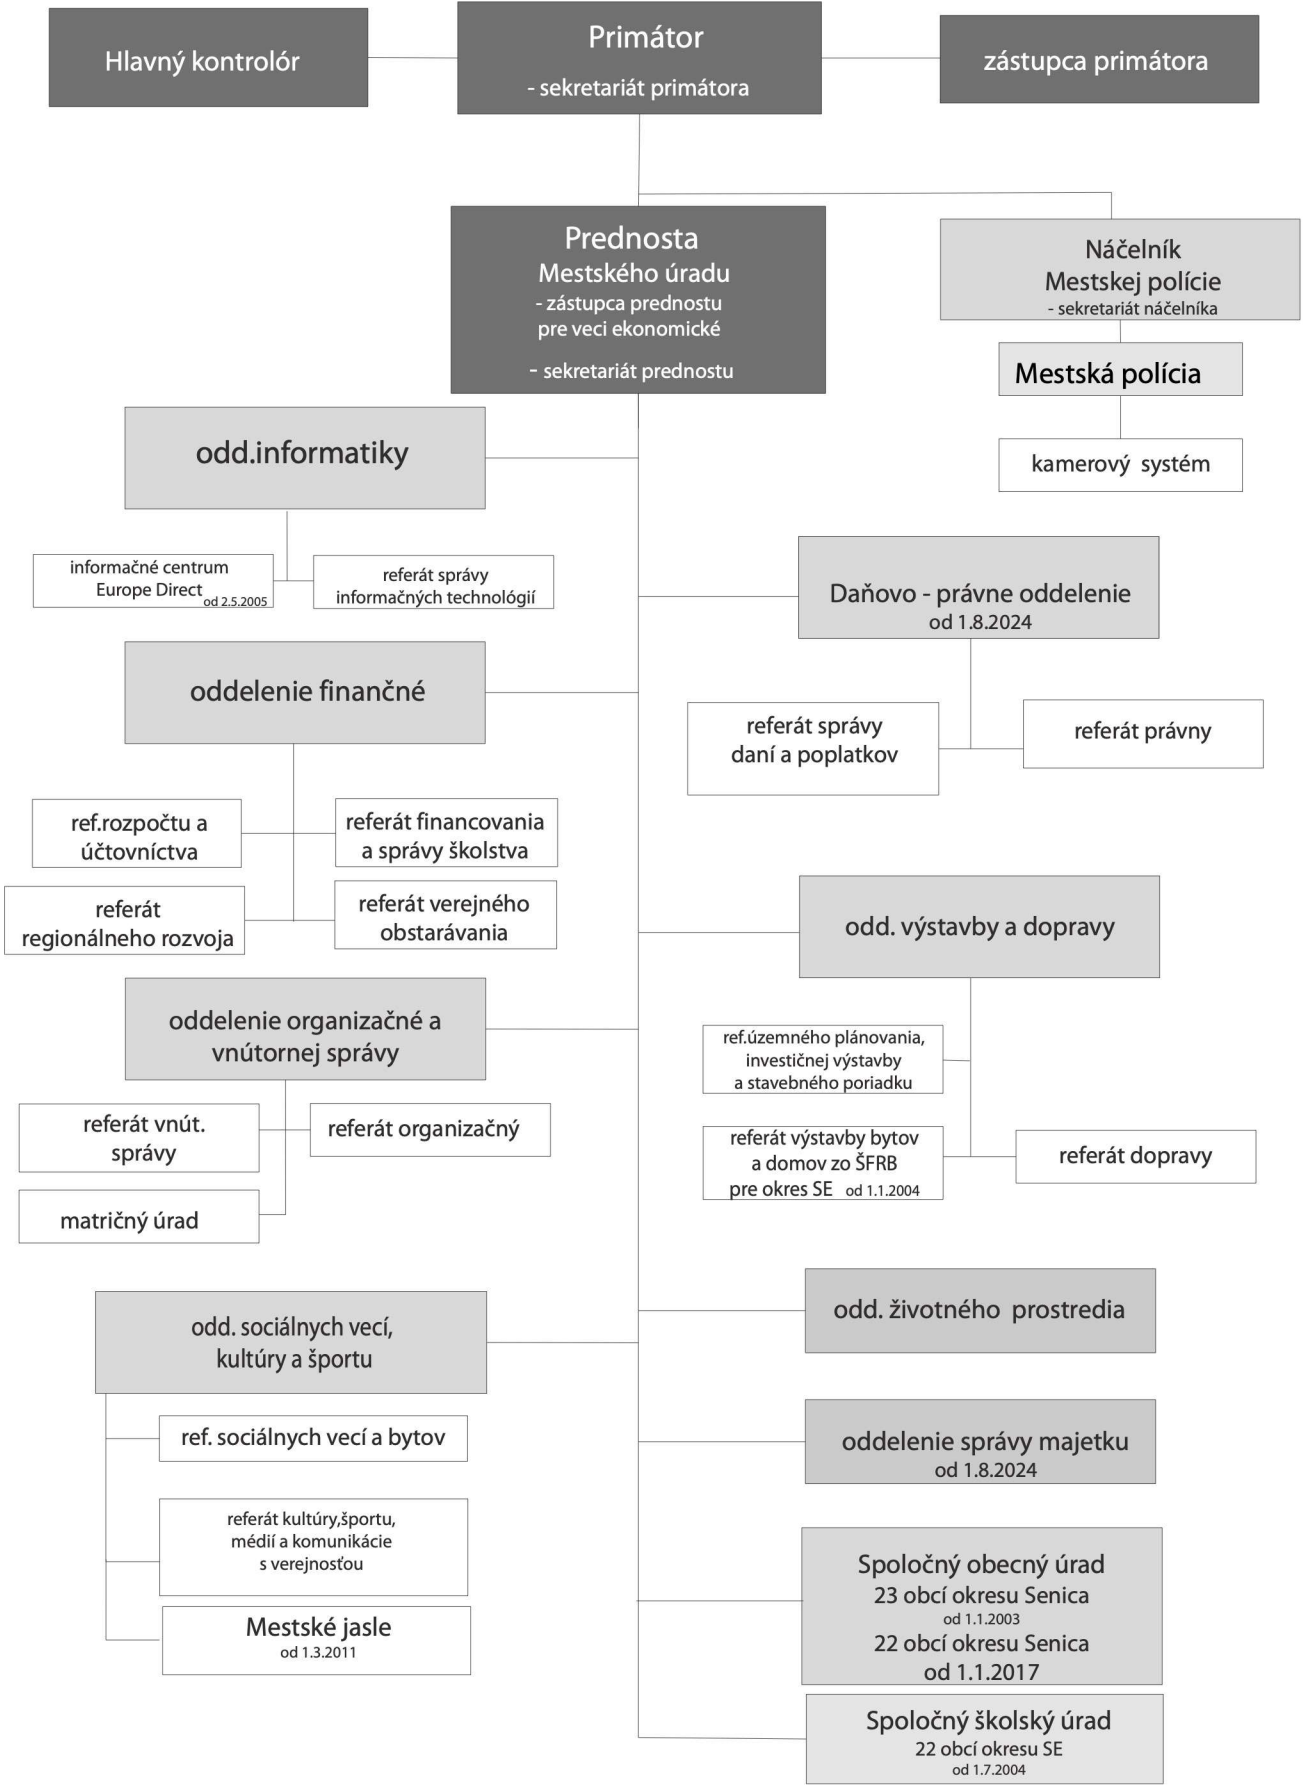 Hlavný kontrolór
Primátor
- sekretariát primátora
zástupca primátora
Prednosta
Mestského úradu
- zástupca prednostu
pre veci ekonomické
- sekretariát prednostu
Náčelník
Mestskej polície
- sekretariát náčelníka
Mestská polícia
kamerový systém
odd.informatiky
informačné centrum
Europe Direct od 2.5.2005
referát správy
informačných technológií
Daňovo - právne oddelenie
od 1.8.2024
referát správy
daní a poplatkov
referát právny
oddelenie finančné
ref.rozpočtu a
účtovníctva
referát financovania
a správy školstva
referát
regionálneho rozvoja
referát verejného
obstarávania
odd. výstavby a dopravy
ref.územného plánovania,
investičnej výstavby
a stavebného poriadku
referát výstavby bytov
a domov zo ŠFRB
pre okres SE od 1.1.2004
referát dopravy
oddelenie organizačné a
vnútornej správy
referát vnút.
správy
referát organizačný
matričný úrad
odd. životného prostredia
odd. sociálnych vecí,
kultúry a športu
ref. sociálnych vecí a bytov
referát kultúry,športu,
médií a komunikácie
s verejnosťou
Mestské jasle
od 1.3.2011
oddelenie správy majetku
od 1.8.2024
Spoločný obecný úrad
23 obcí okresu Senica
od 1.1.2003
22 obcí okresu Senica
od 1.1.2017
Spoločný školský úrad
22 obcí okresu SE
od 1.7.2004